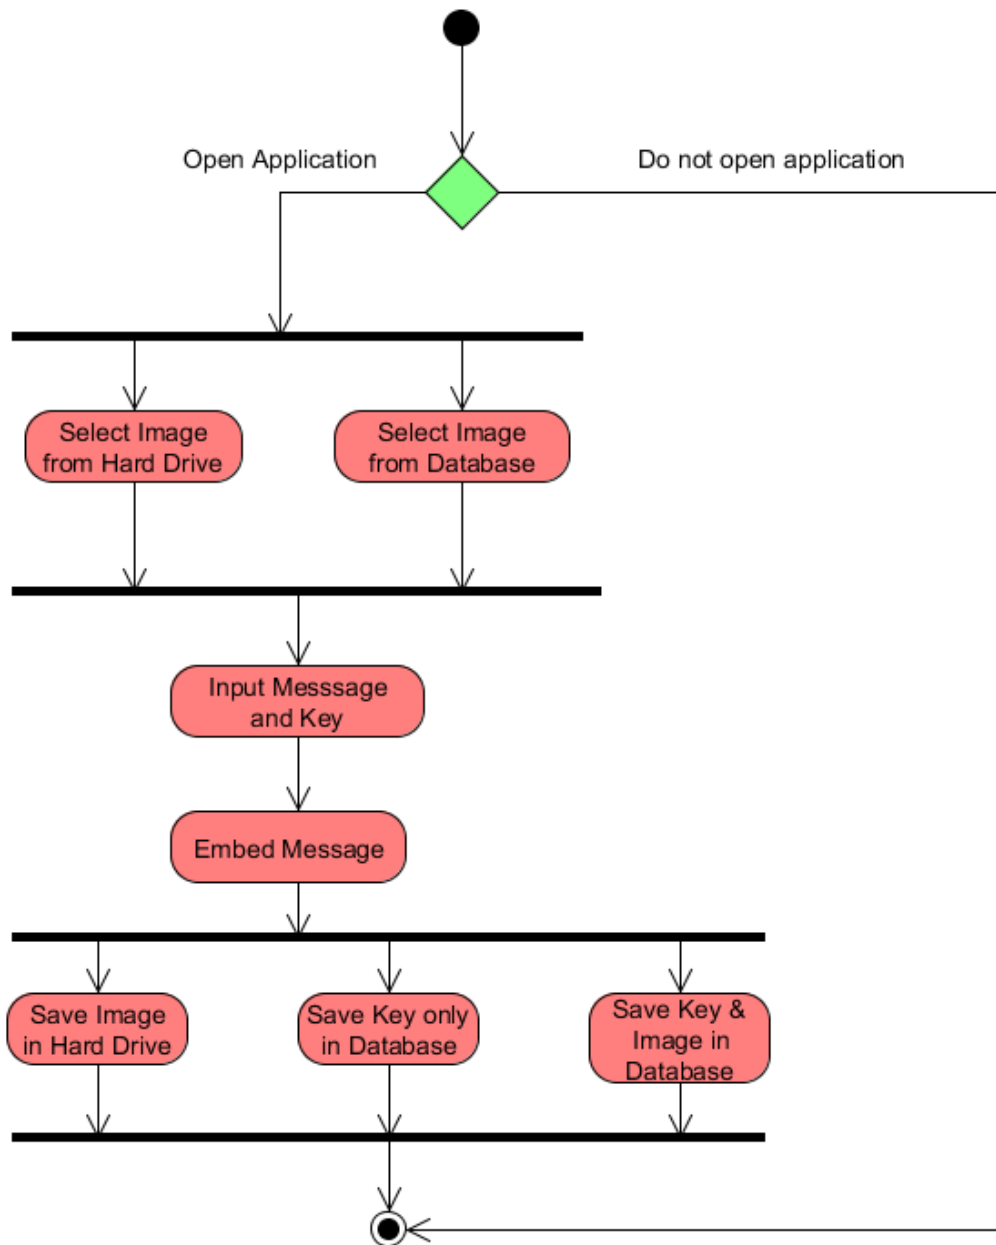 Open Application
Do not open application
Select Image
from Hard Drive
Select Image
from Database
Input Messsage
and Key
Embed Message
Save Image
in Hard Drive
Save Key only
in Database
Save Key &
Image in
Database